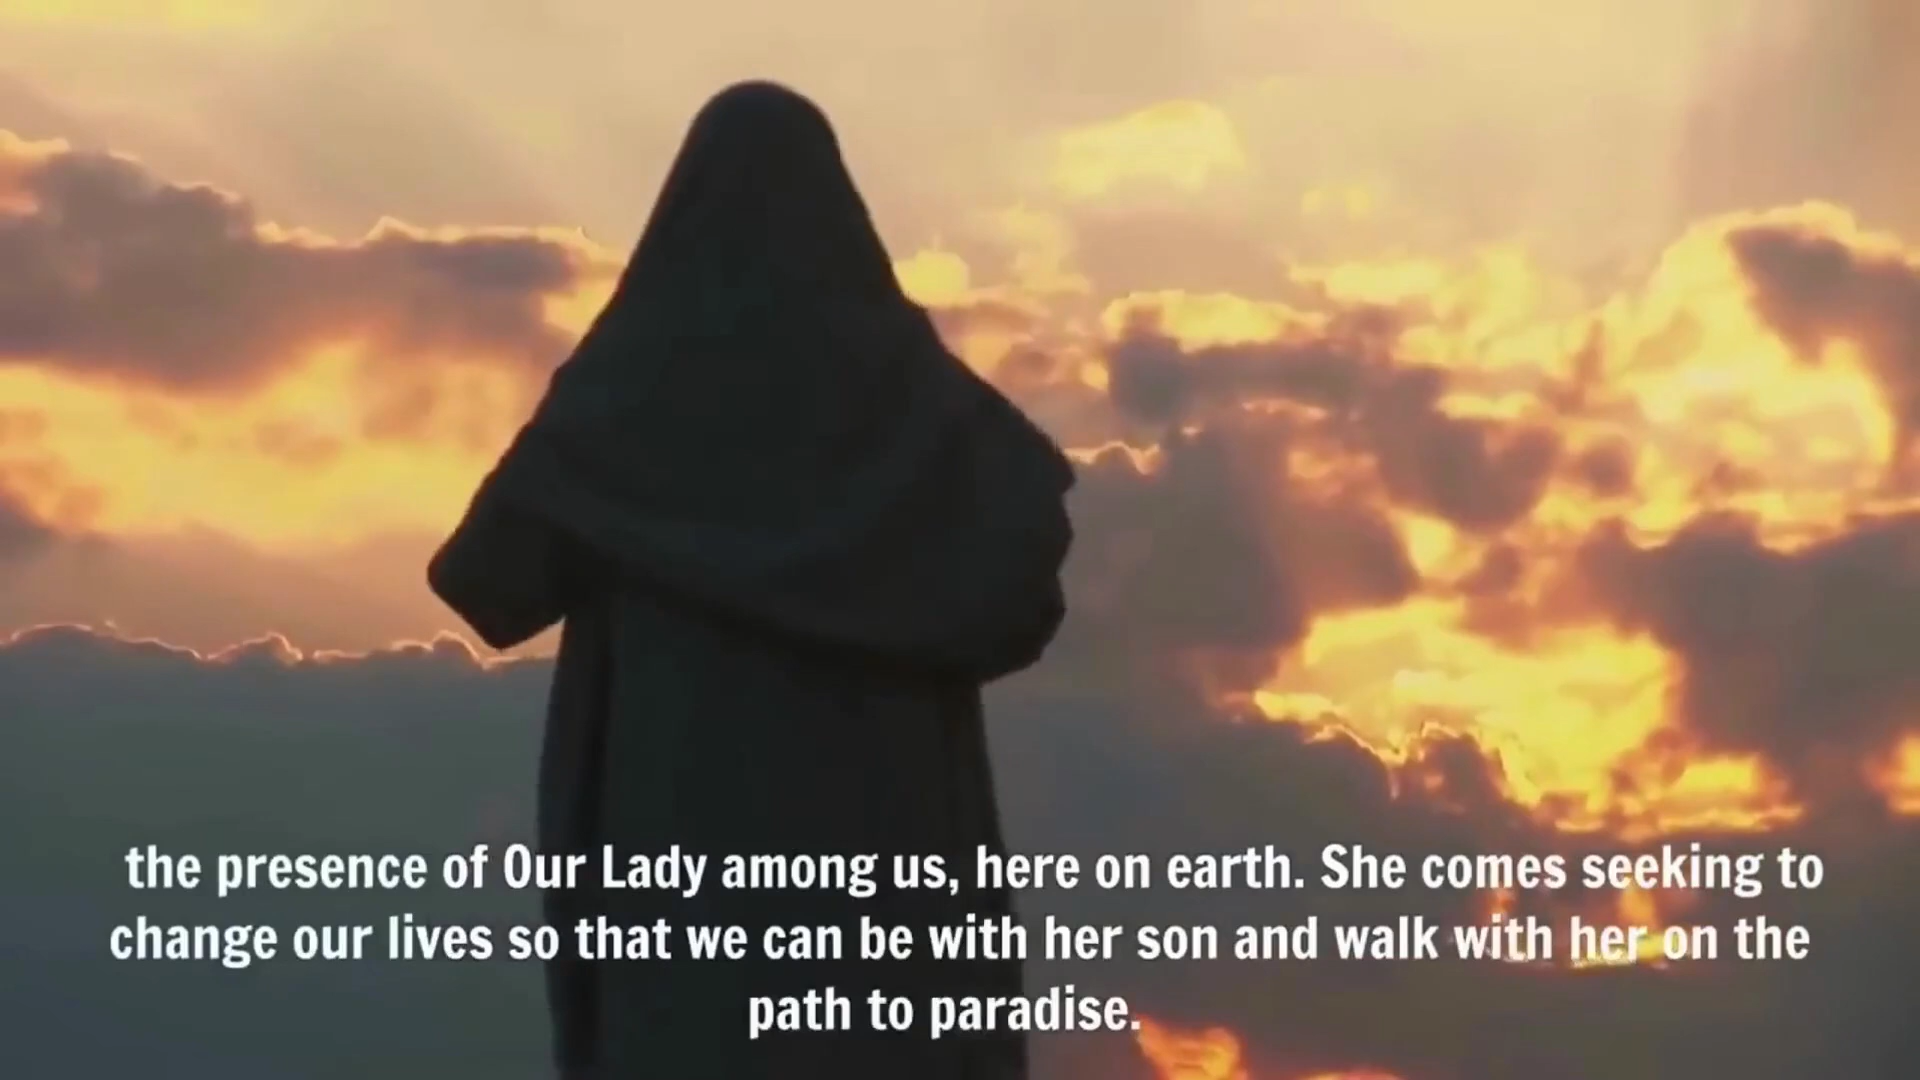 the presence of Our Lady among us, here on earth. She comes seeking to
change our lives so that we can be with her son and walk with her on the
path to paradise.